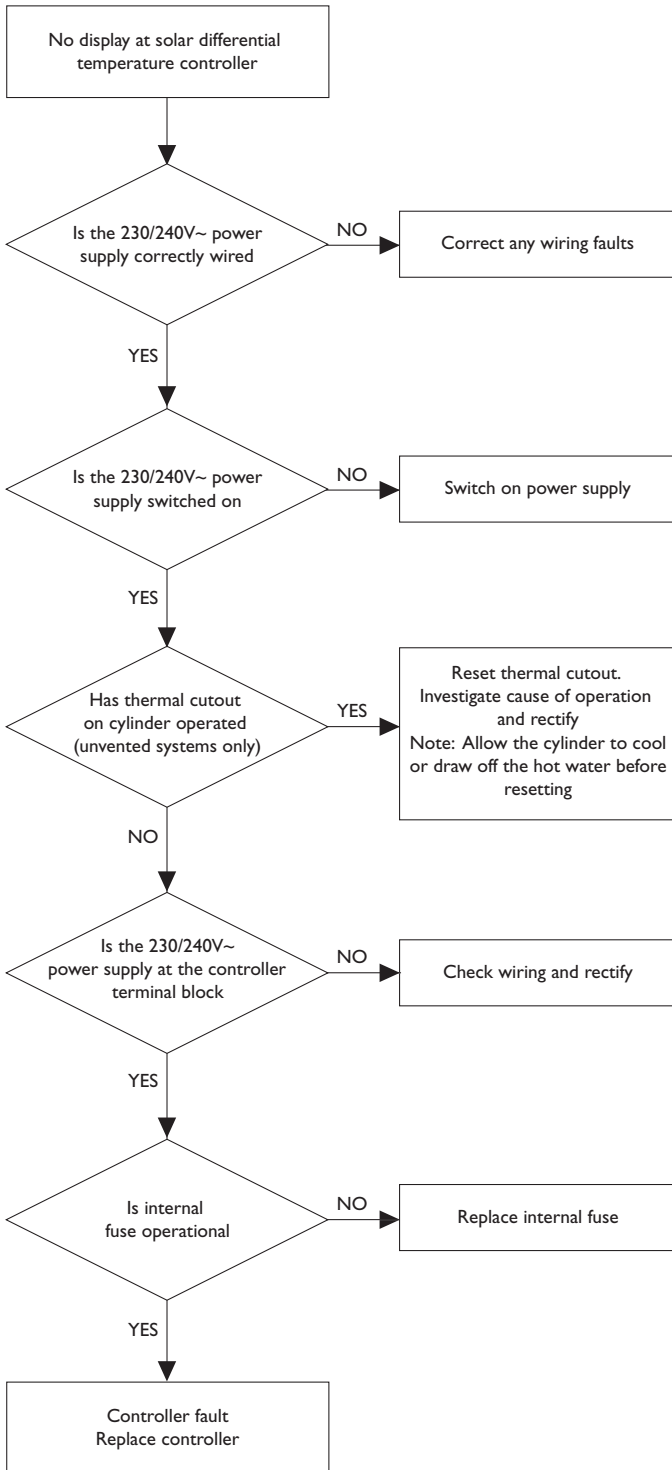 No display at solar differential
temperature controller
Is the 230/240V~ power
supply correctly wired
NO
Correct any wiring faults
YES
Is the 230/240V~ power
supply switched on
NO
Switch on power supply
YES
Has thermal cutout
on cylinder operated
(unvented systems only)
YES
Reset thermal cutout.
Investigate cause of operation
and rectify
Note: Allow the cylinder to cool
or draw off the hot water before
resetting
NO
Is the 230/240V~
power supply at the controller
terminal block
NO
Check wiring and rectify
YES
Is internal
fuse operational
NO
Replace internal fuse
YES
Controller fault
Replace controller